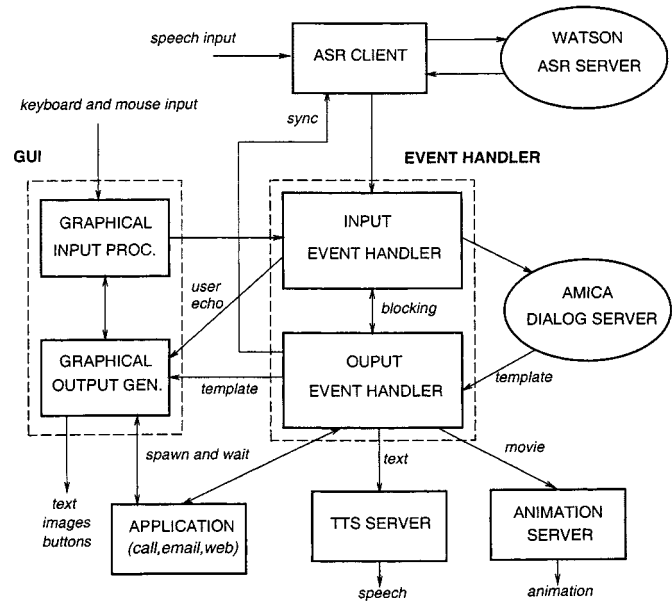 speech input
ASR CLIENT
WATSON
ASR SERVER
keyboard and mouse input
sync
GUI
EVENT HANDLER
GRAPHICAL
INPUT PROC.
INPUT
EVENT HANDLER
user
echo
blocking
AMICA
DIALOG SERVER
GRAPHICAL
OUTPUT GEN.
template
OUPUT
EVENT HANDLER
template
spawn and wait
text
movie
text
images
buttons
APPLICATION
(call,email,web)
TTS SERVER
ANIMATION
SERVER
speech
animation